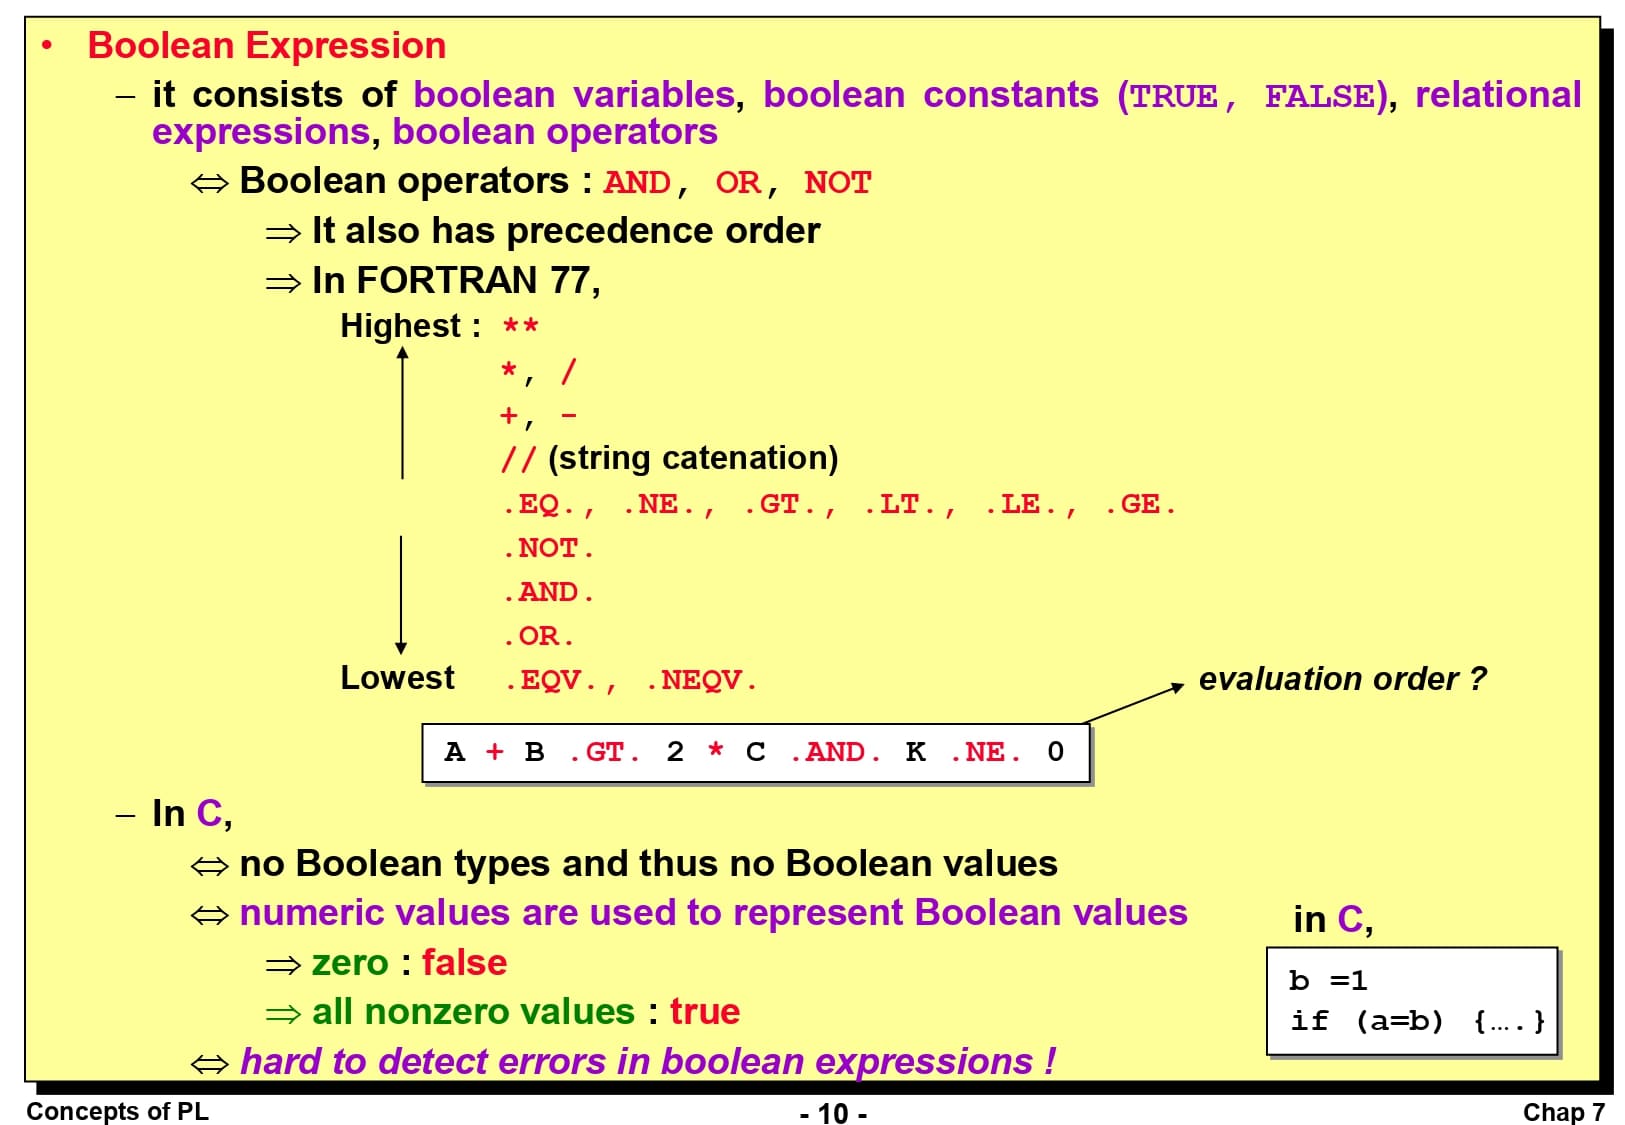 • Boolean Expression
– it consists of boolean variables, boolean constants (TRUE, FALSE), relational
expressions, boolean operators
⇔ Boolean operators : AND, OR, NOT
⇒ It also has precedence order
⇒ In FORTRAN 77,
Highest : **
*, /
+, -
// (string catenation)
.EQ., .NE., .GT., .LT., .LE., .GE.
.NOT.
.AND.
.OR.
Lowest .EQV., .NEQV.
evaluation order ?
A + B .GT. 2 * C .AND. K .NE. 0
– In C,
⇔ no Boolean types and thus no Boolean values
⇔ numeric values are used to represent Boolean values
⇒ zero : false
⇒ all nonzero values : true
⇔ hard to detect errors in boolean expressions !
in C,
b =1
if (a=b) {….}
Concepts of PL
- 10 -
Chap 7